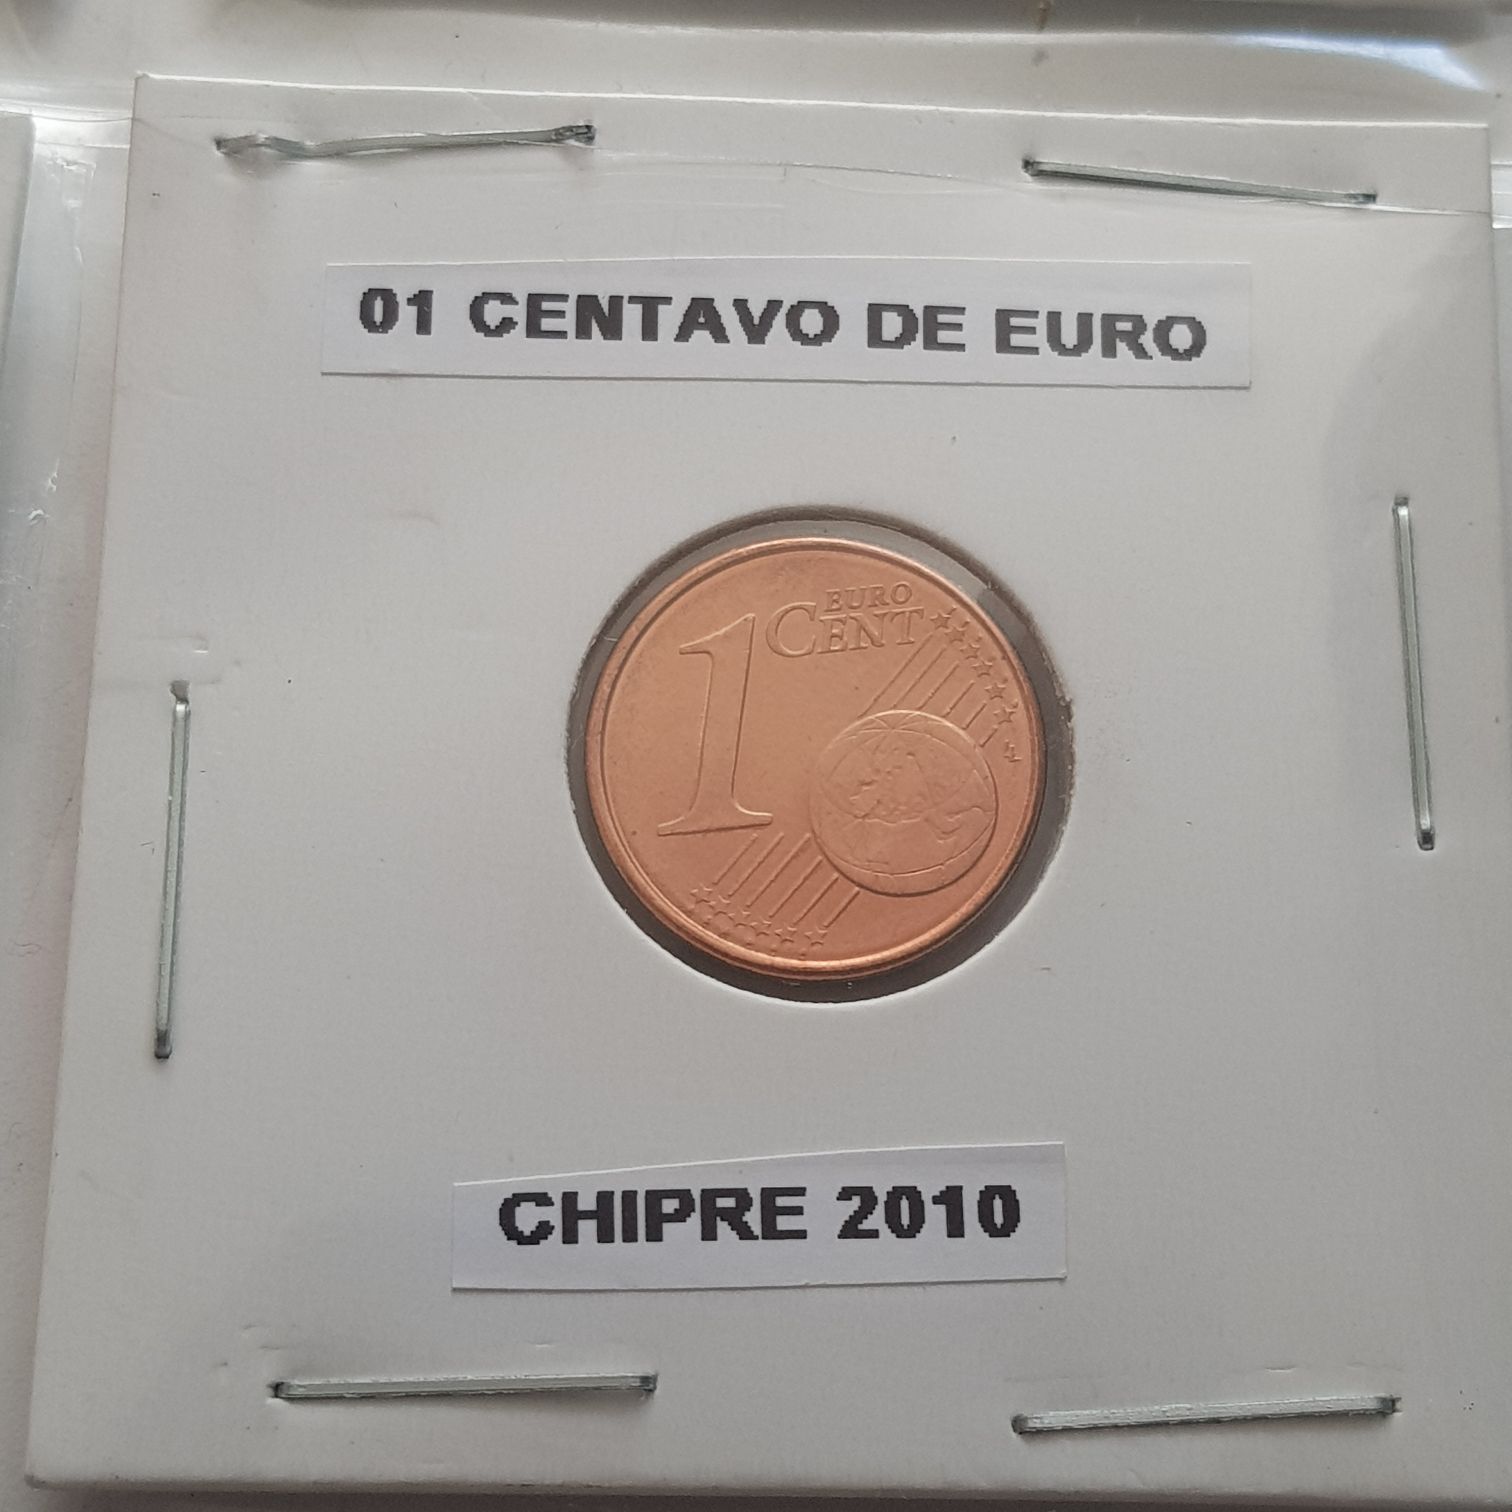 01 CENTAVO DE EURO
1 EURO
CENT
CHIPRE 2010